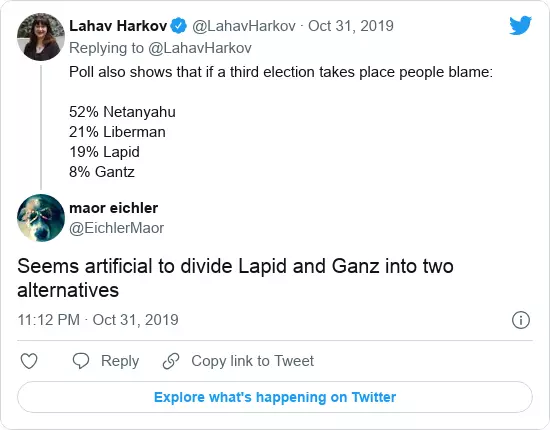 Lahav Harkov @LahavHarkov · Oct 31, 2019
Replying to @LahavHarkov
Poll also shows that if a third election takes place people blame:
52% Netanyahu
21% Liberman
19% Lapid
8% Gantz
maor eichler
@EichlerMaor
Seems artificial to divide Lapid and Ganz into two
alternatives
11:12 PM · Oct 31, 2019
Reply
Copy link to Tweet
Explore what's happening on Twitter